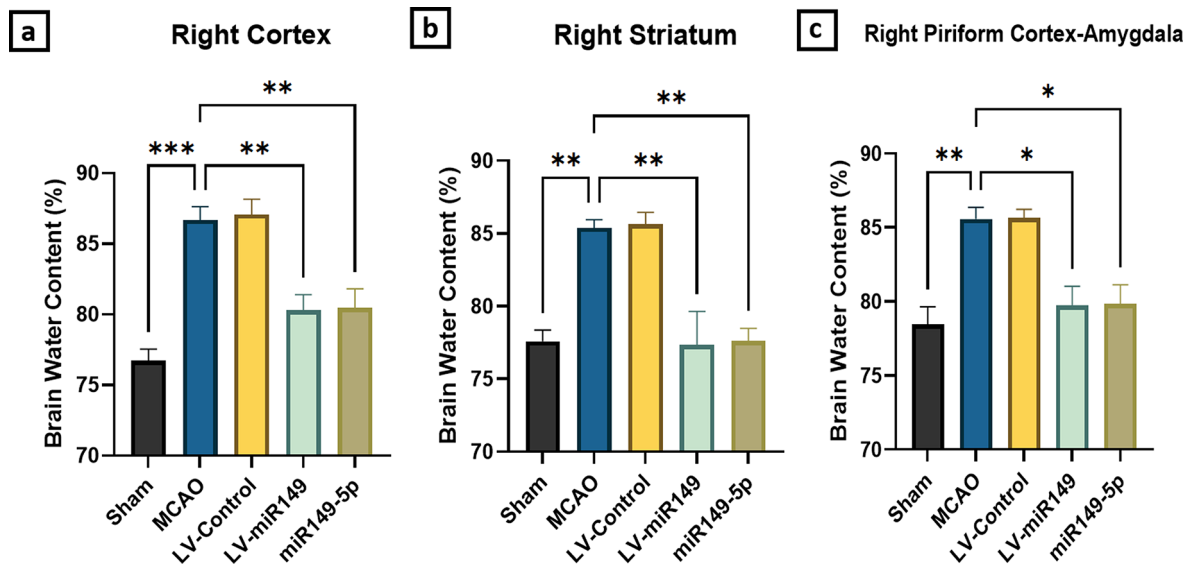 a
Right Cortex
Brain Water Content (%)
90
85
80
75
70
***
**
**
Sham
MCAO
LV-Control
LV-miR149
miR149-5p
b
Right Striatum
Brain Water Content (%)
90
85
80
75
70
**
**
**
Sham
MCAO
LV-Control
LV-miR149
miR149-5p
c
Right Piriform Cortex-Amygdala
Brain Water Content (%)
90
85
80
75
70
**
*
*
Sham
MCAO
LV-Control
LV-miR149
miR149-5p